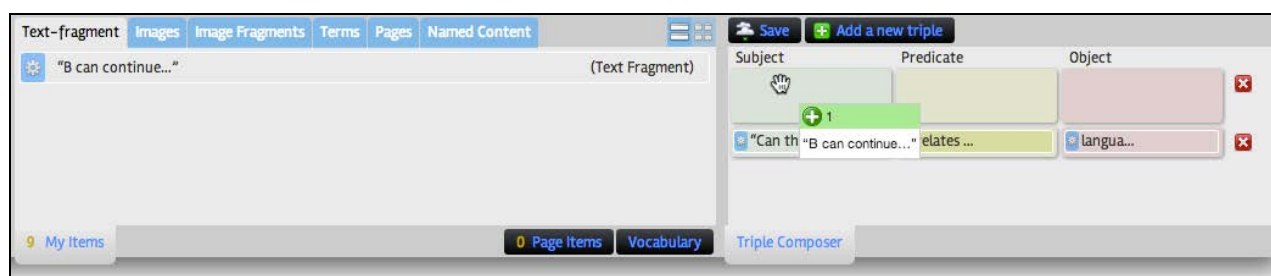 Text-fragment Images Image Fragments Terms Pages Named Content
"B can continue..." (Text Fragment)
9 My Items 0 Page Items Vocabulary
Save Add a new triple
Subject Predicate Object
1
"Can th "B can continue..." elates ... langua...
Triple Composer